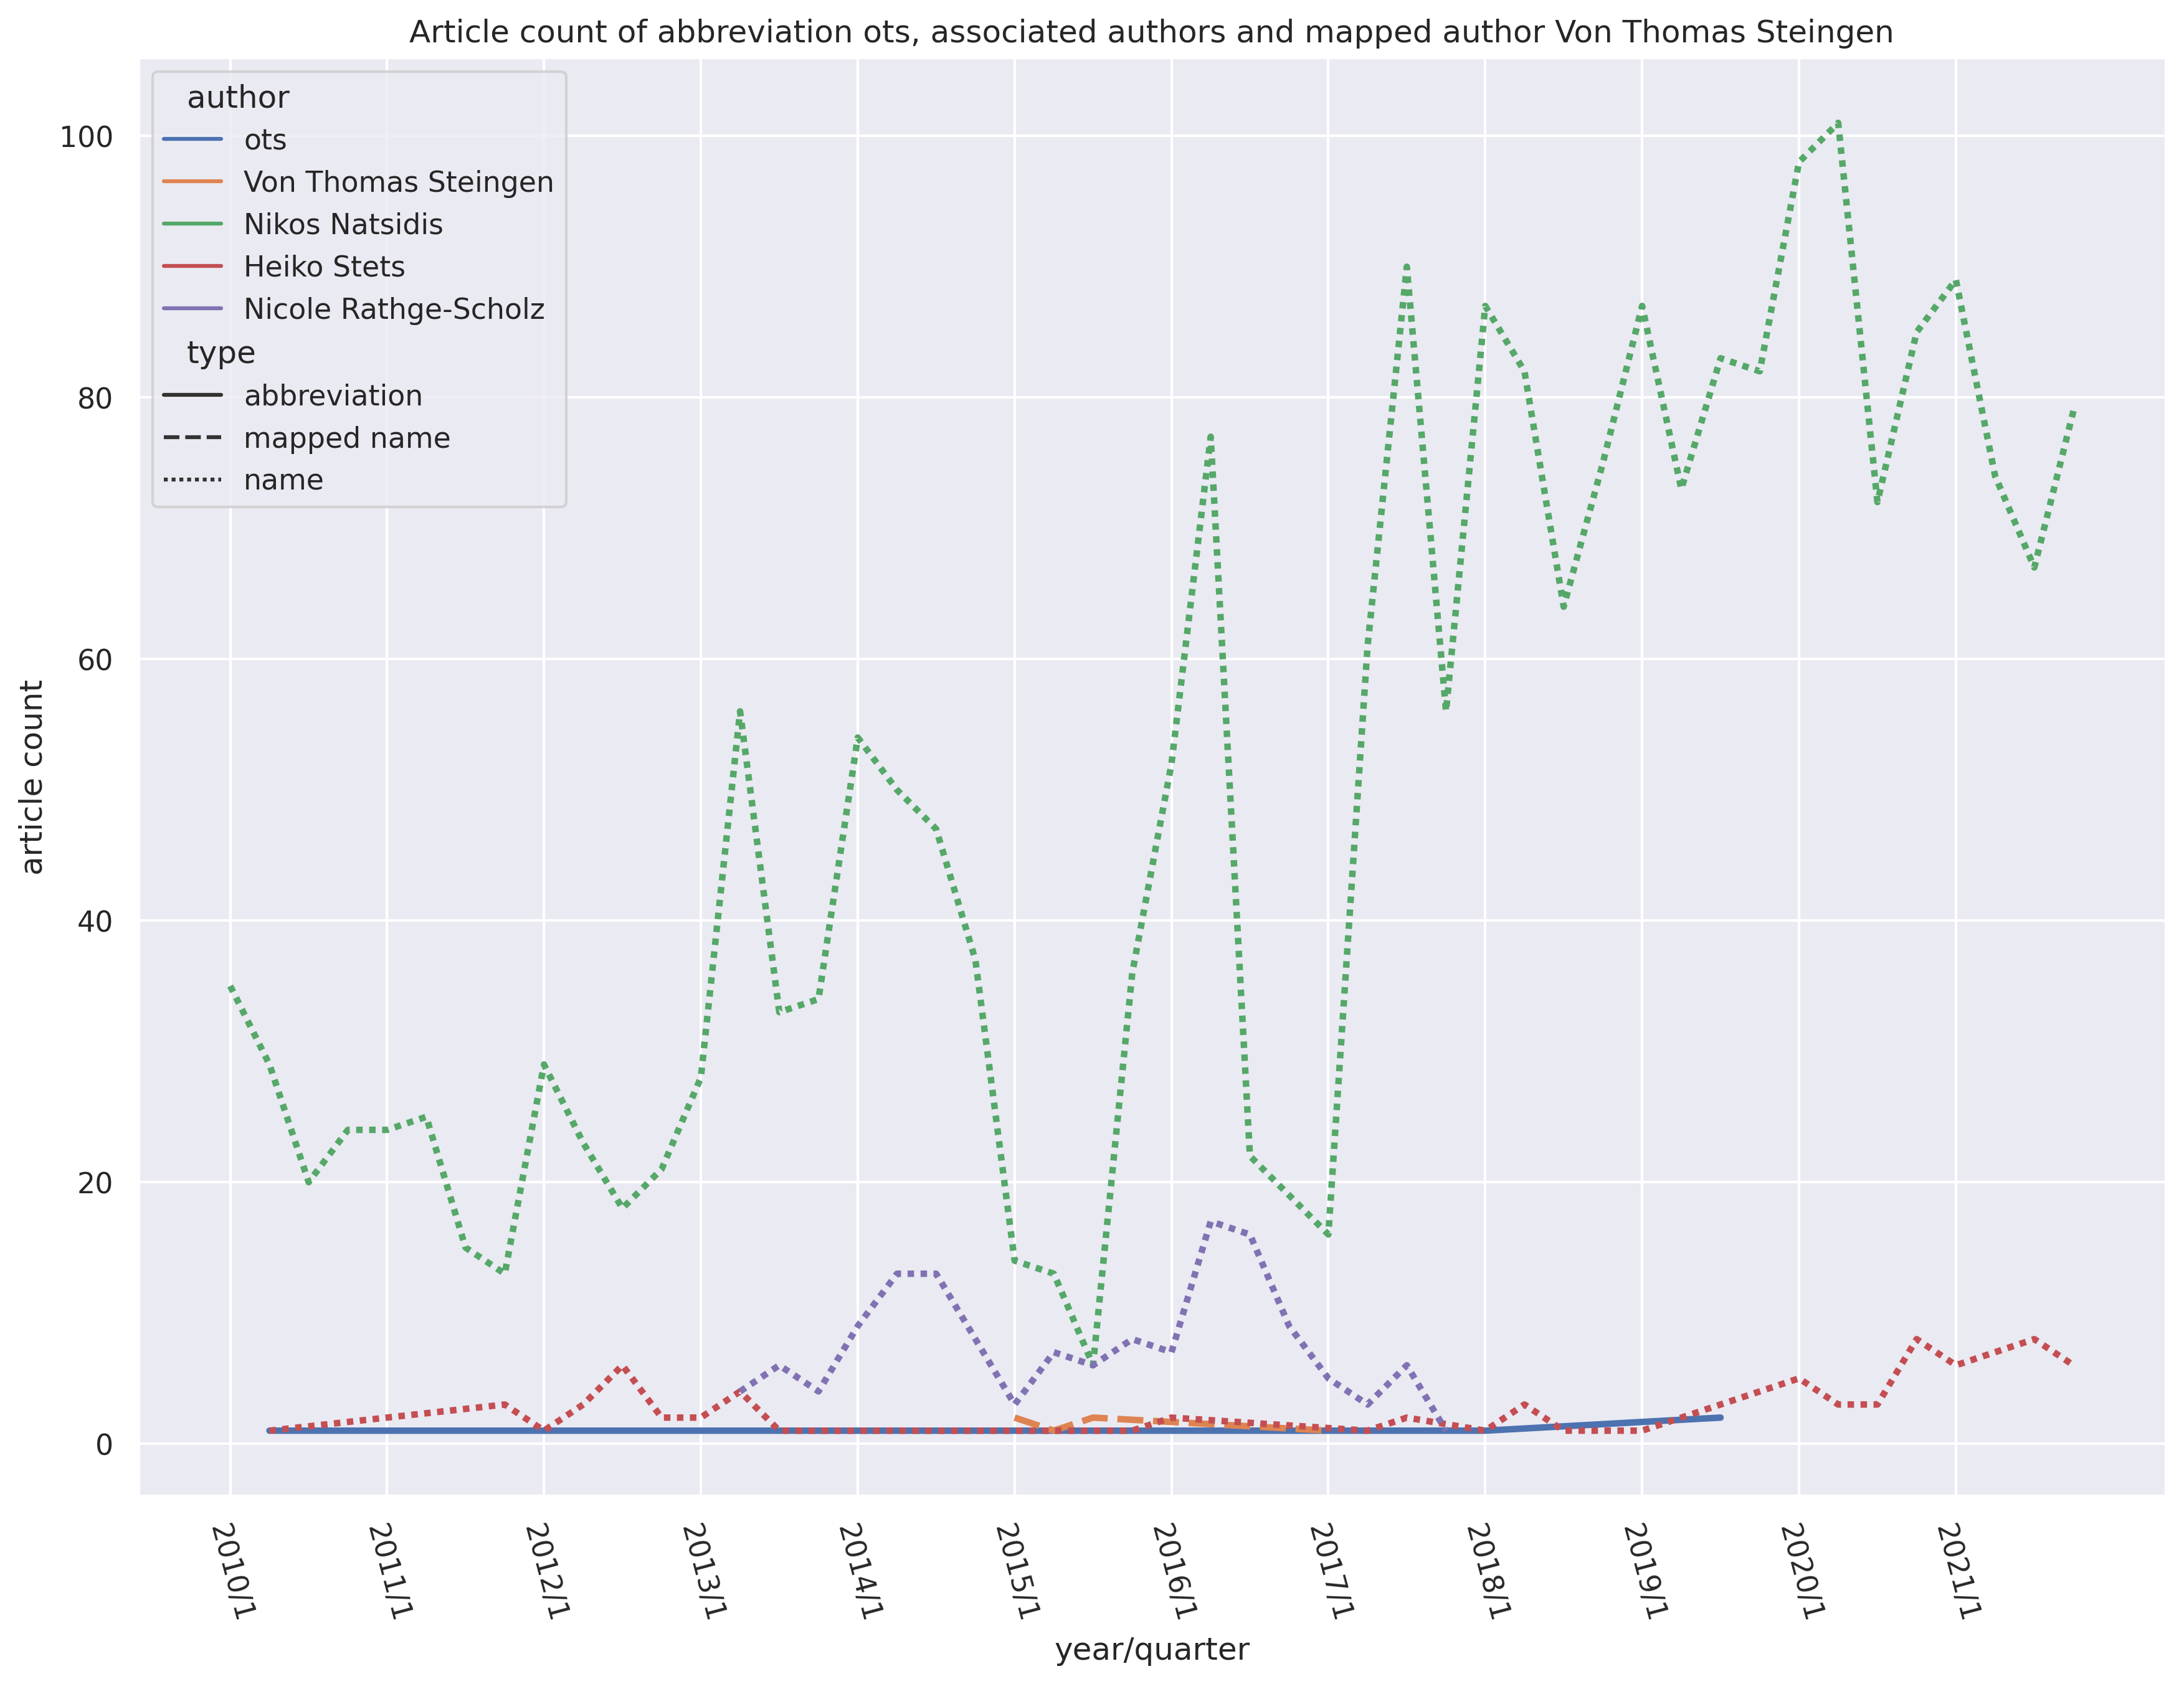 Article count of abbreviation ots, associated authors and mapped author Von Thomas Steingen
author
ots
Von Thomas Steingen
Nikos Natsidis
Heiko Stets
Nicole Rathge-Scholz
type
abbreviation
mapped name
name
article count
100
80
60
40
20
0
2010/1
2011/1
2012/1
2013/1
2014/1
2015/1
2016/1
2017/1
2018/1
2019/1
2020/1
2021/1
year/quarter